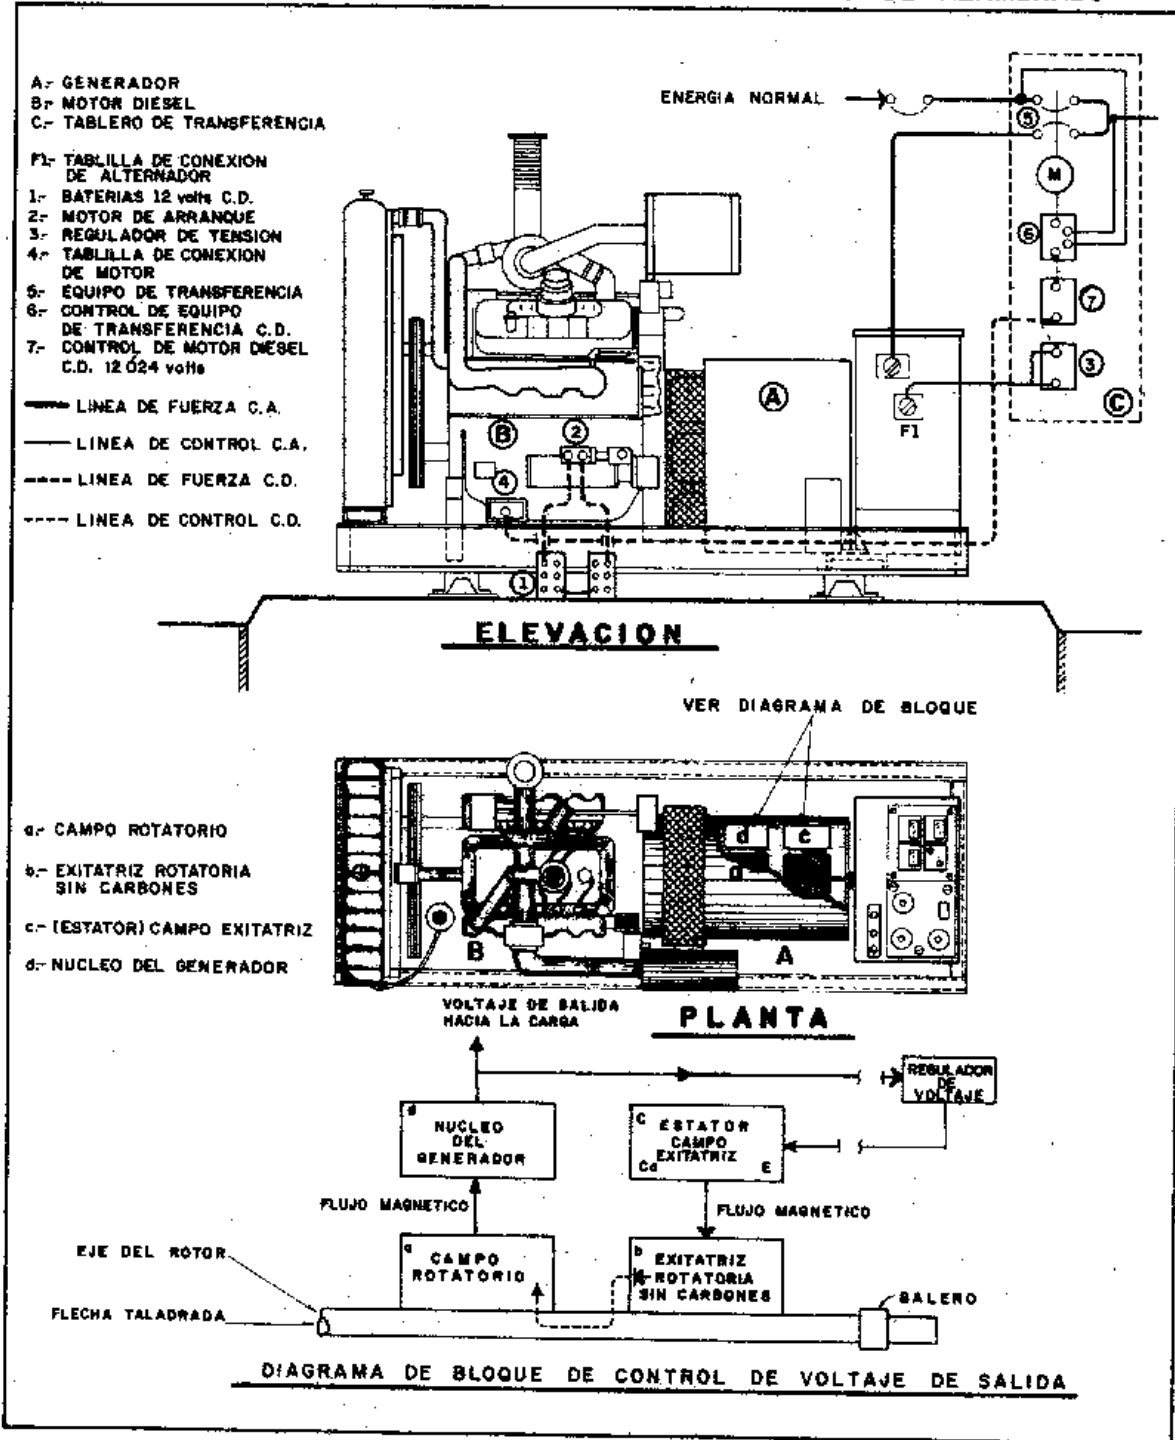 A.- GENERADOR
B.- MOTOR DIESEL
C.- TABLERO DE TRANSFERENCIA
F1.- TABLILLA DE CONEXION
DE ALTERNADOR
1.- BATERIAS 12 volts C.D.
2.- MOTOR DE ARRANQUE
3.- REGULADOR DE TENSION
4.- TABLILLA DE CONEXION
DE MOTOR
5.- EQUIPO DE TRANSFERENCIA
6.- CONTROL DE EQUIPO
DE TRANSFERENCIA C.D.
7.- CONTROL DE MOTOR DIESEL
C.D. 12 Ó 24 volts
LINEA DE FUERZA C.A.
LINEA DE CONTROL C.A.
LINEA DE FUERZA C.D.
LINEA DE CONTROL C.D.
ENERGIA NORMAL
5
M
6
7
3
C
A
F1
B
2
4
1
ELEVACION
VER DIAGRAMA DE BLOQUE
a.- CAMPO ROTATORIO
b.- EXITATRIZ ROTATORIA
SIN CARBONES
c.- (ESTATOR) CAMPO EXITATRIZ
d.- NUCLEO DEL GENERADOR
d
c
B
A
PLANTA
VOLTAJE DE SALIDA
HACIA LA CARGA
REGULADOR
DE
VOLTAJE
d
NUCLEO
DEL
GENERADOR
C
ESTATOR
CAMPO
EXITATRIZ
Cd E
FLUJO MAGNETICO
FLUJO MAGNETICO
a
CAMPO
ROTATORIO
b
EXITATRIZ
ROTATORIA
SIN CARBONES
EJE DEL ROTOR
FLECHA TALADRADA
BALERO
DIAGRAMA DE BLOQUE DE CONTROL DE VOLTAJE DE SALIDA